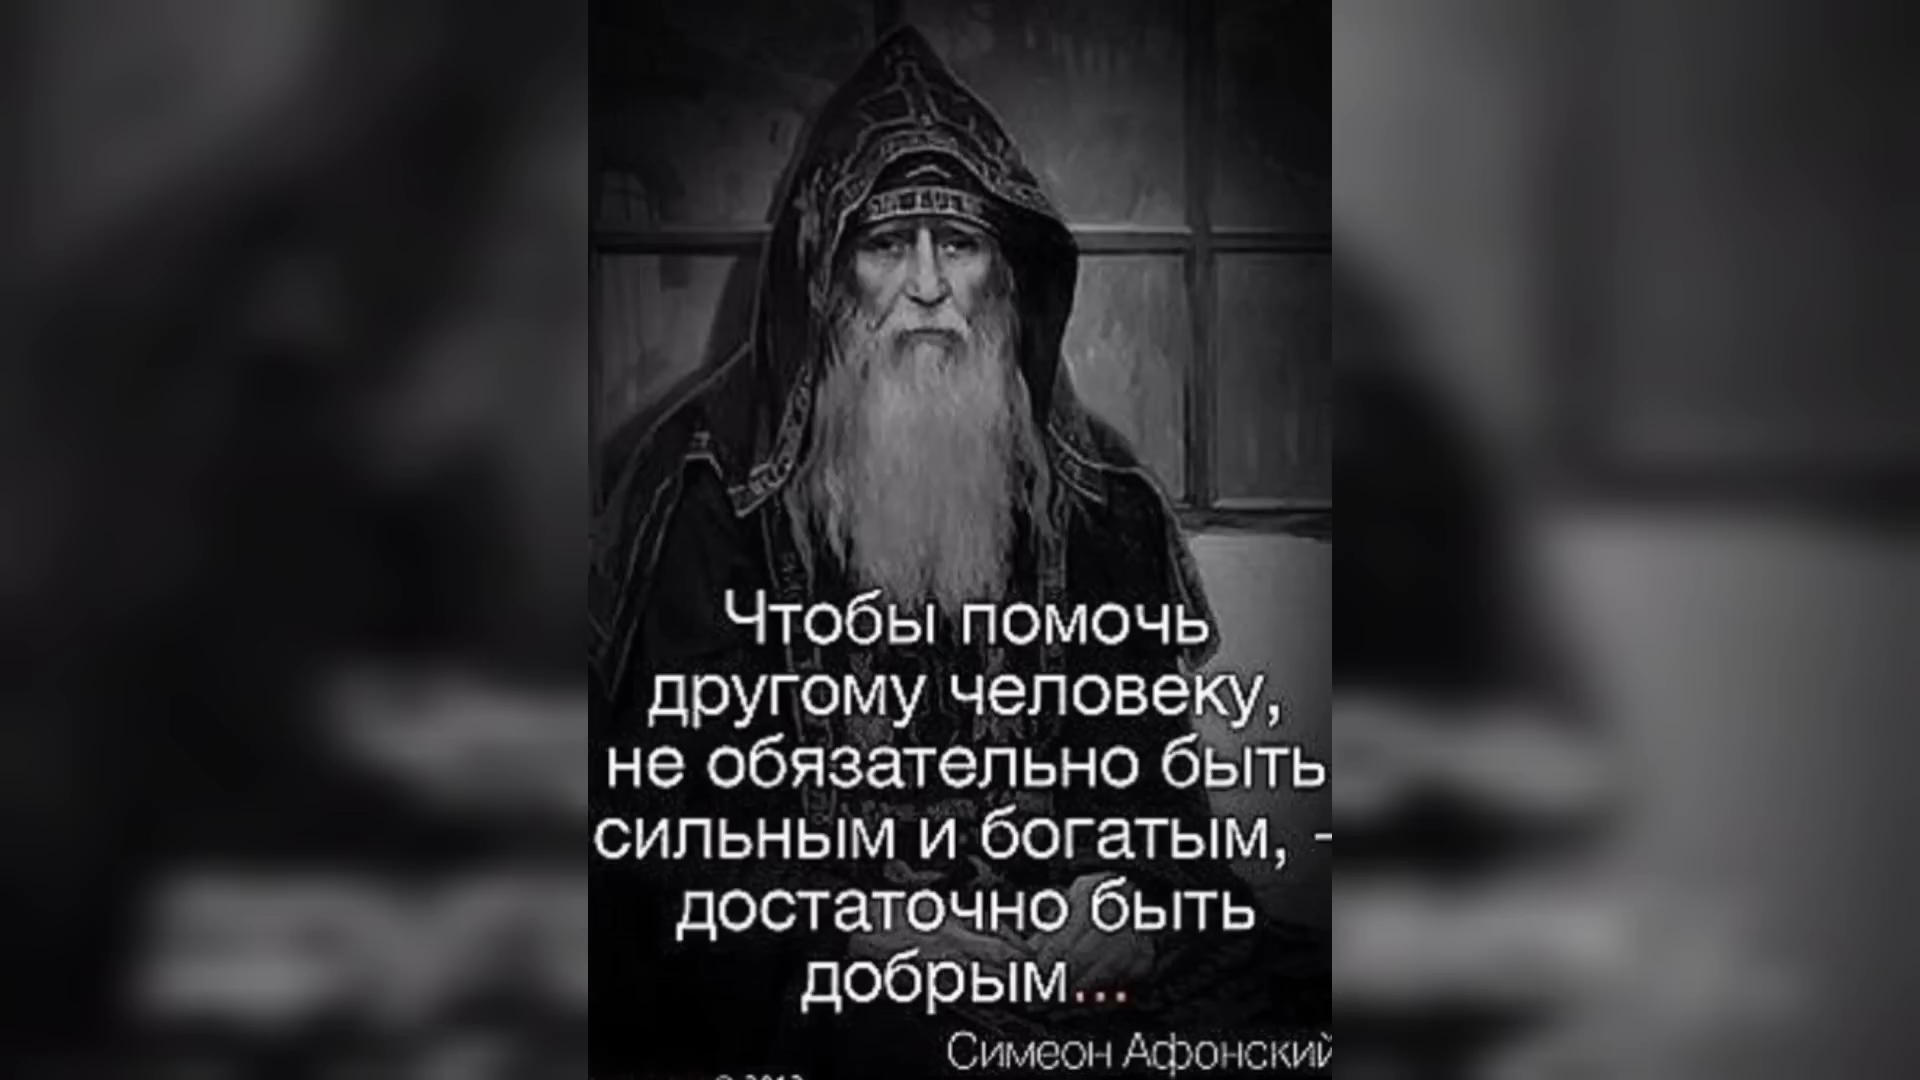 Чтобы помочь
другому человеку,
не обязательно быть
сильным и богатым, -
достаточно быть
добрым...
Симеон Афонский